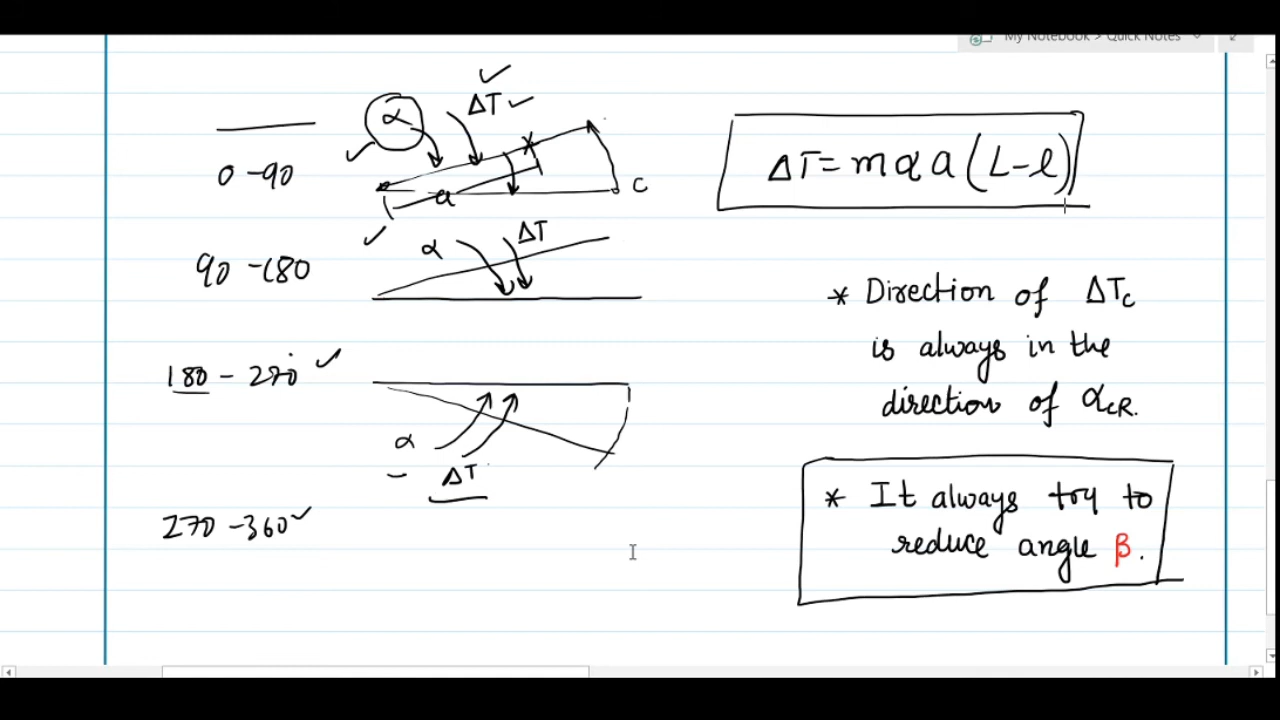 My Notebook > Quick Notes
α ΔT
0 - 90
a
C
ΔT = m α a (L - l)
90 - 180
α ΔT
* Direction of ΔTc
is always in the
direction of αCR.
180 - 270
α
ΔT
* It always try to
reduce angle β.
270 - 360